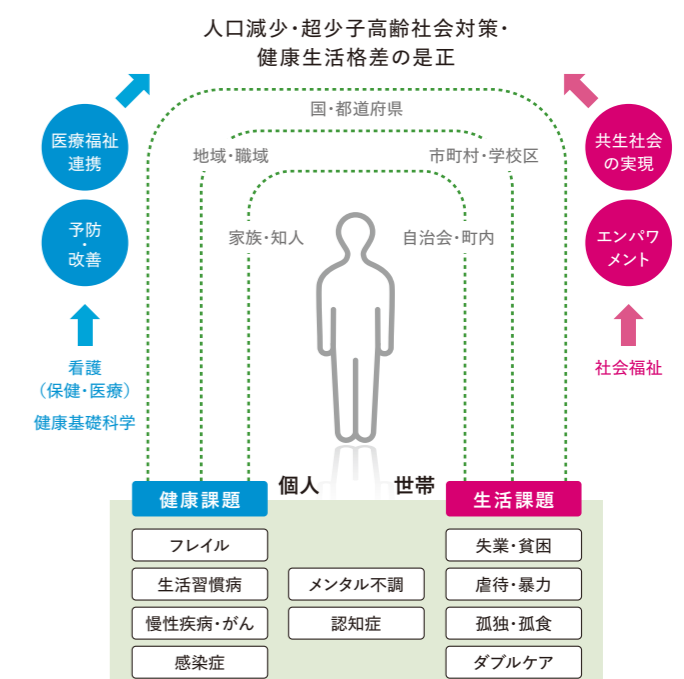 人口減少・超少子高齢社会対策・
健康生活格差の是正
国・都道府県
医療福祉
連携
共生社会
の実現
地域・職域
市町村・学校区
予防
・
改善
エンパワ
メント
家族・知人
自治会・町内
看護
（保健・医療）
健康基礎科学
社会福祉
個人
世帯
健康課題
生活課題
フレイル
失業・貧困
生活習慣病
メンタル不調
虐待・暴力
慢性疾病・がん
認知症
孤独・孤食
感染症
ダブルケア